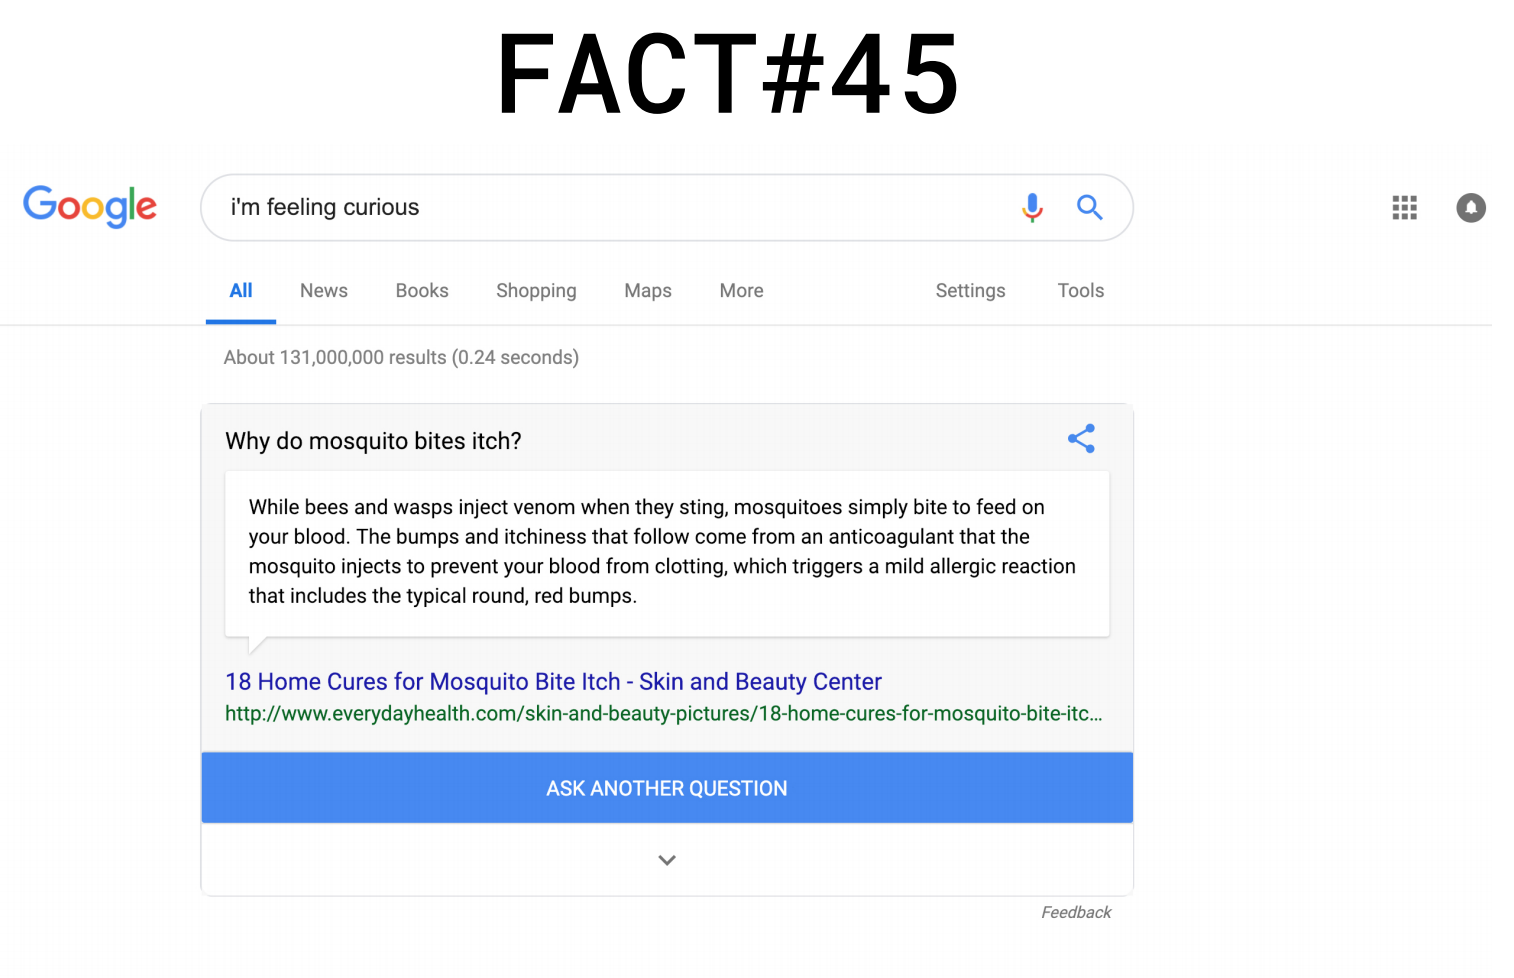 FACT#45
Google
i'm feeling curious
All News Books Shopping Maps More Settings Tools
About 131,000,000 results (0.24 seconds)
Why do mosquito bites itch?
While bees and wasps inject venom when they sting, mosquitoes simply bite to feed on
your blood. The bumps and itchiness that follow come from an anticoagulant that the
mosquito injects to prevent your blood from clotting, which triggers a mild allergic reaction
that includes the typical round, red bumps.
18 Home Cures for Mosquito Bite Itch - Skin and Beauty Center
http://www.everydayhealth.com/skin-and-beauty-pictures/18-home-cures-for-mosquito-bite-itc...
ASK ANOTHER QUESTION
Feedback